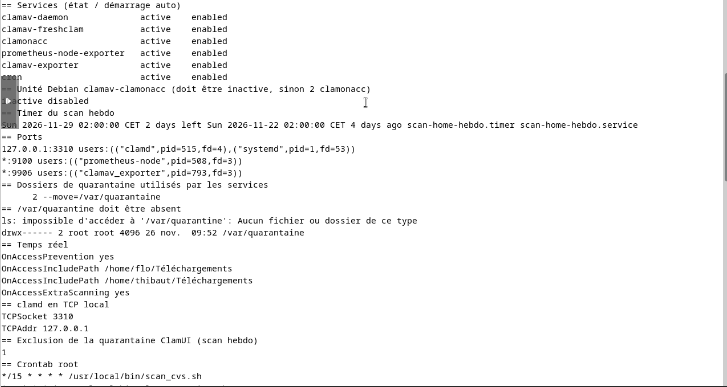 == Services (état / démarrage auto)
clamav-daemon active enabled
clamav-freshclam active enabled
clamonacc active enabled
prometheus-node-exporter active enabled
clamav-exporter active enabled
cron active enabled
== Unité Debian clamav-clamonacc (doit être inactive, sinon 2 clamonacc)
inactive disabled
== Timer du scan hebdo
Sun 2026-11-29 02:00:00 CET 2 days left Sun 2026-11-22 02:00:00 CET 4 days ago scan-home-hebdo.timer scan-home-hebdo.service
== Ports
127.0.0.1:3310 users:(("clamd",pid=515,fd=4),("systemd",pid=1,fd=53))
*:9100 users:(("prometheus-node",pid=508,fd=3))
*:9906 users:(("clamav_exporter",pid=793,fd=3))
== Dossiers de quarantaine utilisés par les services
2 --move=/var/quarantaine
== /var/quarantine doit être absent
ls: impossible d'accéder à '/var/quarantine': Aucun fichier ou dossier de ce type
drwx------ 2 root root 4096 26 nov. 09:52 /var/quarantaine
== Temps réel
OnAccessPrevention yes
OnAccessIncludePath /home/flo/Téléchargements
OnAccessIncludePath /home/thibaut/Téléchargements
OnAccessExtraScanning yes
== clamd en TCP local
TCPSocket 3310
TCPAddr 127.0.0.1
== Exclusion de la quarantaine ClamUI (scan hebdo)
1
== Crontab root
*/15 * * * * /usr/local/bin/scan_cvs.sh